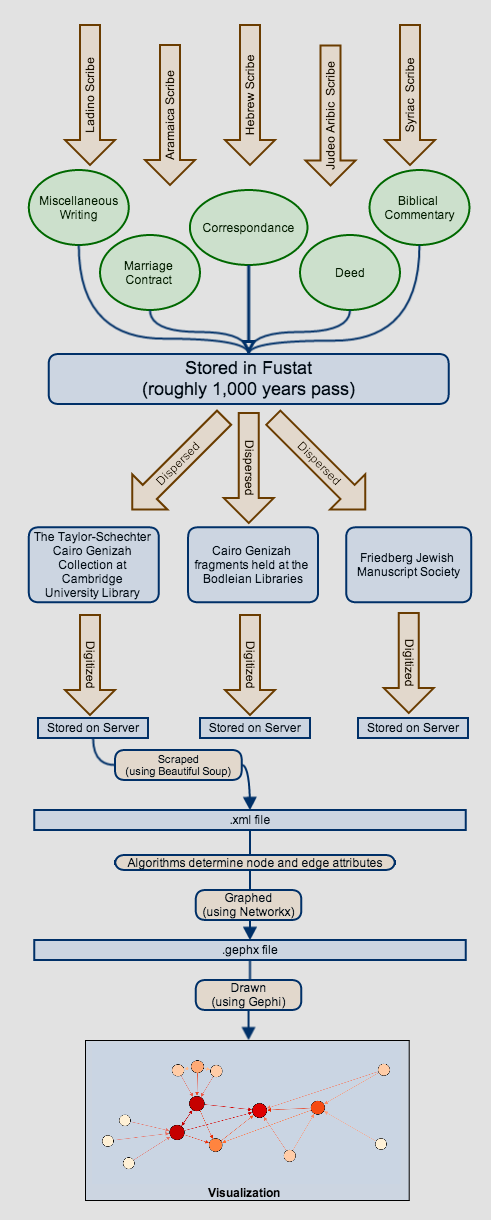 Ladino Scribe
Aramaica Scribe
Hebrew Scribe
Judeo Aribic Scribe
Syriac Scribe
Miscellaneous
Writing
Marriage
Contract
Correspondance
Deed
Biblical
Commentary
Stored in Fustat
(roughly 1,000 years pass)
Dispersed
Dispersed
Dispersed
The Taylor-Schechter
Cairo Genizah
Collection at
Cambridge
University Library
Cairo Genizah
fragments held at the
Bodleian Libraries
Friedberg Jewish
Manuscript Society
Digitized
Digitized
Digitized
Stored on Server
Stored on Server
Stored on Server
Scraped
(using Beautiful Soup)
.xml file
Algorithms determine node and edge attributes
Graphed
(using Networkx)
.gephx file
Drawn
(using Gephi)
Visualization